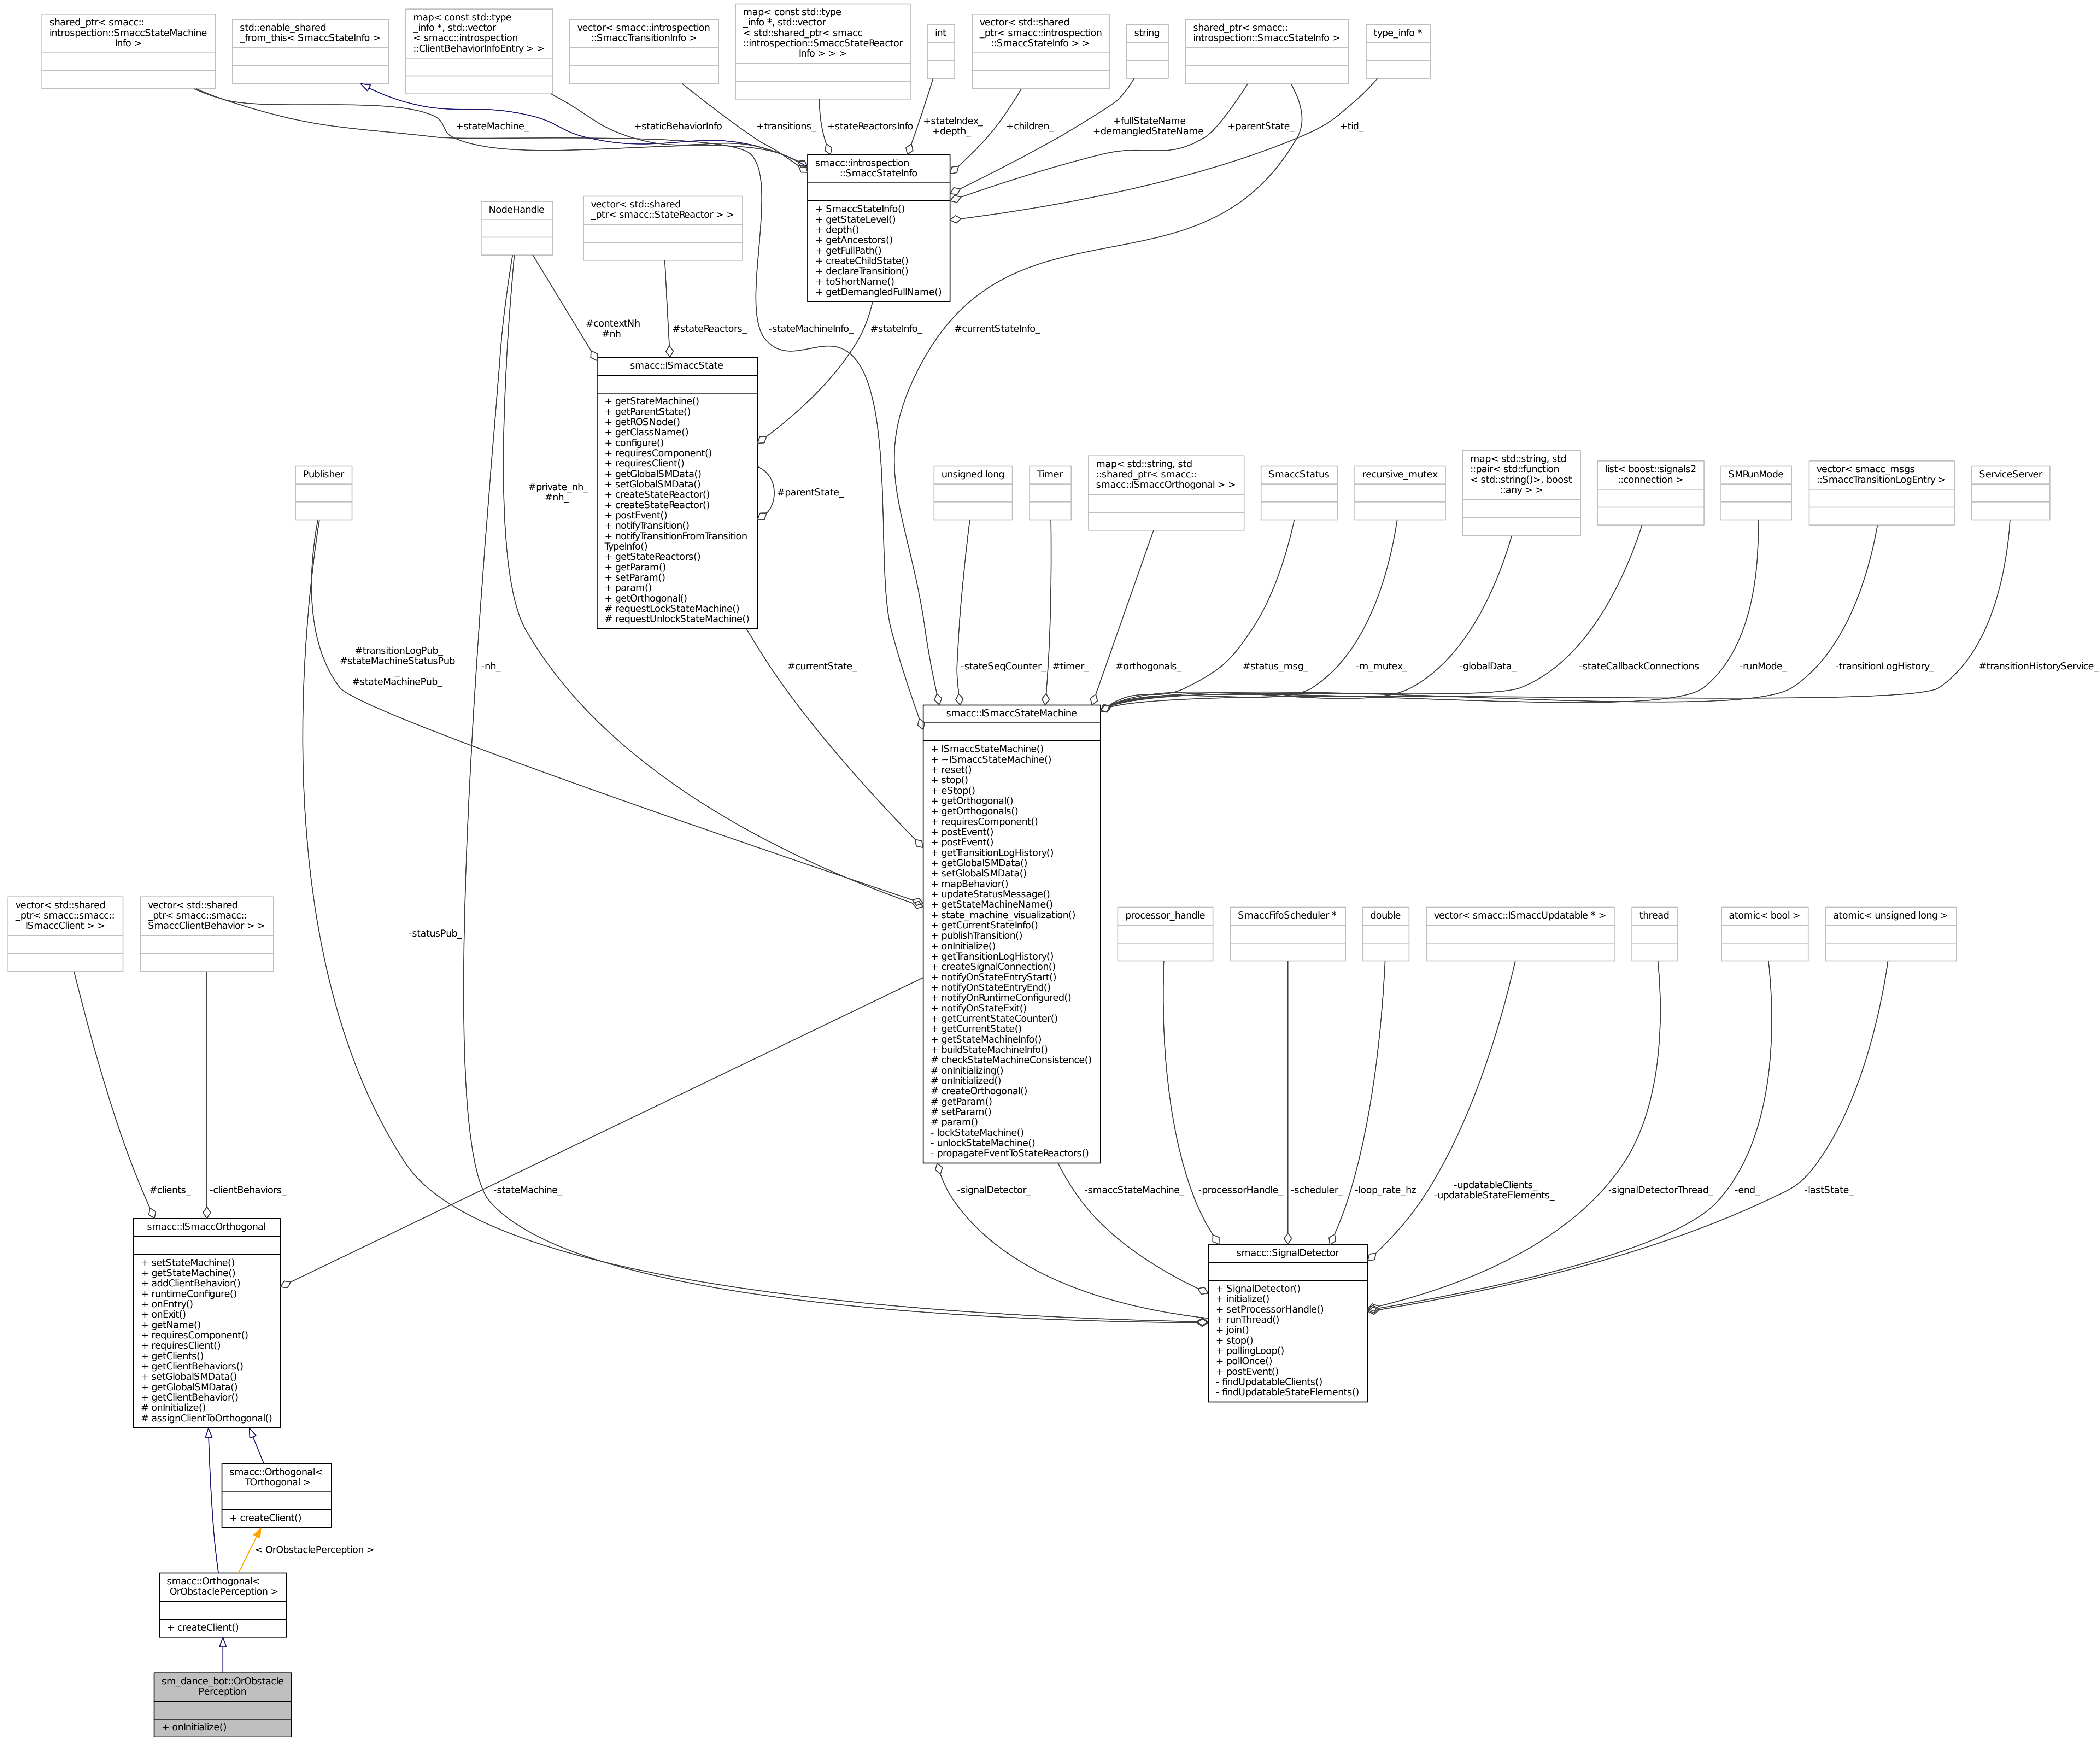 shared_ptr< smacc::
introspection::SmaccStateMachine
Info >
std::enable_shared
_from_this< SmaccStateInfo >
map< const std::type
_info *, std::vector
< smacc::introspection
::ClientBehaviorInfoEntry > >
vector< smacc::introspection
::SmaccTransitionInfo >
map< const std::type
_info *, std::vector
< std::shared_ptr< smacc
::introspection::SmaccStateReactor
Info > > >
int
vector< std::shared
_ptr< smacc::introspection
::SmaccStateInfo > >
string
shared_ptr< smacc::
introspection::SmaccStateInfo >
type_info *
+stateMachine_
+staticBehaviorInfo
+transitions_
+stateReactorsInfo
+stateIndex_
+depth_
+children_
+fullStateName
+demangledStateName
+parentState_
+tid_
smacc::introspection
::SmaccStateInfo
+ SmaccStateInfo()
+ getStateLevel()
+ depth()
+ getAncestors()
+ getFullPath()
+ createChildState()
+ declareTransition()
+ toShortName()
+ getDemangledFullName()
NodeHandle
vector< std::shared
_ptr< smacc::StateReactor > >
#contextNh
#nh
#stateReactors_
-stateMachineInfo_
#stateInfo_
#currentStateInfo_
smacc::ISmaccState
+ getStateMachine()
+ getParentState()
+ getROSNode()
+ getClassName()
+ configure()
+ requiresComponent()
+ requiresClient()
+ getGlobalSMData()
+ setGlobalSMData()
+ createStateReactor()
+ createStateReactor()
+ postEvent()
+ notifyTransition()
+ notifyTransitionFromTransition
TypeInfo()
+ getStateReactors()
+ getParam()
+ setParam()
+ param()
+ getOrthogonal()
# requestLockStateMachine()
# requestUnlockStateMachine()
#parentState_
#private_nh_
#nh_
Publisher
unsigned long
Timer
map< std::string, std
::shared_ptr< smacc::
smacc::ISmaccOrthogonal > >
SmaccStatus
recursive_mutex
map< std::string, std
::pair< std::function
< std::string()>, boost
::any > >
list< boost::signals2
::connection >
SMRunMode
vector< smacc_msgs
::SmaccTransitionLogEntry >
ServiceServer
#transitionLogPub_
#stateMachineStatusPub
_
#stateMachinePub_
-nh_
#currentState_
-stateSeqCounter_
#timer_
#orthogonals_
#status_msg_
-m_mutex_
-globalData_
-stateCallbackConnections
-runMode_
-transitionLogHistory_
#transitionHistoryService_
smacc::ISmaccStateMachine
+ ISmaccStateMachine()
+ ~ISmaccStateMachine()
+ reset()
+ stop()
+ eStop()
+ getOrthogonal()
+ getOrthogonals()
+ requiresComponent()
+ postEvent()
+ postEvent()
+ getTransitionLogHistory()
+ getGlobalSMData()
+ setGlobalSMData()
+ mapBehavior()
+ updateStatusMessage()
+ getStateMachineName()
+ state_machine_visualization()
+ getCurrentStateInfo()
+ publishTransition()
+ onInitialize()
+ getTransitionLogHistory()
+ createSignalConnection()
+ notifyOnStateEntryStart()
+ notifyOnStateEntryEnd()
+ notifyOnRuntimeConfigured()
+ notifyOnStateExit()
+ getCurrentStateCounter()
+ getCurrentState()
+ getStateMachineInfo()
+ buildStateMachineInfo()
# checkStateMachineConsistence()
# onInitializing()
# onInitialized()
# createOrthogonal()
# getParam()
# setParam()
# param()
- lockStateMachine()
- unlockStateMachine()
- propagateEventToStateReactors()
vector< std::shared
_ptr< smacc::smacc::
ISmaccClient > >
vector< std::shared
_ptr< smacc::smacc::
SmaccClientBehavior > >
-statusPub_
processor_handle
SmaccFifoScheduler *
double
vector< smacc::ISmaccUpdatable * >
thread
atomic< bool >
atomic< unsigned long >
#clients_
-clientBehaviors_
-stateMachine_
-signalDetector_
-smaccStateMachine_
-processorHandle_
-scheduler_
-loop_rate_hz
-updatableClients_
-updatableStateElements_
-signalDetectorThread_
-end_
-lastState_
smacc::ISmaccOrthogonal
+ setStateMachine()
+ getStateMachine()
+ addClientBehavior()
+ runtimeConfigure()
+ onEntry()
+ onExit()
+ getName()
+ requiresComponent()
+ requiresClient()
+ getClients()
+ getClientBehaviors()
+ setGlobalSMData()
+ getGlobalSMData()
+ getClientBehavior()
# onInitialize()
# assignClientToOrthogonal()
smacc::SignalDetector
+ SignalDetector()
+ initialize()
+ setProcessorHandle()
+ runThread()
+ join()
+ stop()
+ pollingLoop()
+ pollOnce()
+ postEvent()
- findUpdatableClients()
- findUpdatableStateElements()
smacc::Orthogonal<
TOrthogonal >
+ createClient()
< OrObstaclePerception >
smacc::Orthogonal<
OrObstaclePerception >
+ createClient()
sm_dance_bot::OrObstacle
Perception
+ onInitialize()